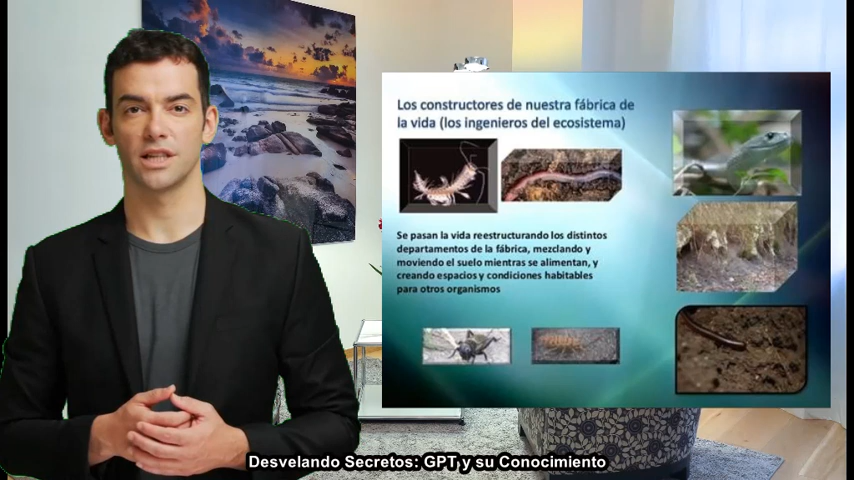 Los constructores de nuestra fábrica de
la vida (los ingenieros del ecosistema)
Se pasan la vida reestructurando los distintos
departamentos de la fábrica, mezclando y
moviendo el suelo mientras se alimentan, y
creando espacios y condiciones habitables
para otros organismos
Desvelando Secretos: GPT y su Conocimiento